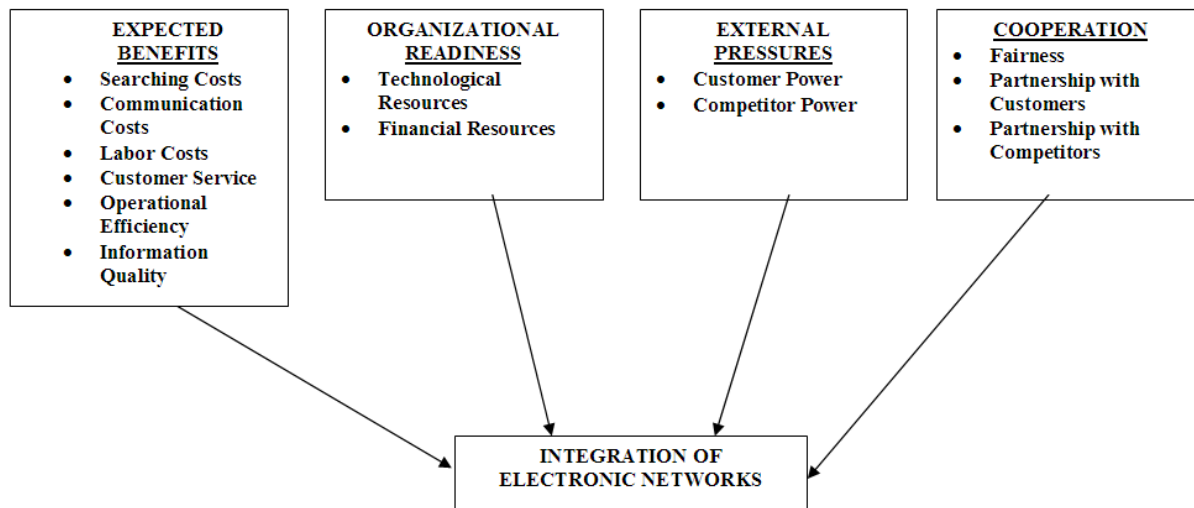 EXPECTED
BENEFITS
• Searching Costs
• Communication
Costs
• Labor Costs
• Customer Service
• Operational
Efficiency
• Information
Quality
ORGANIZATIONAL
READINESS
• Technological
Resources
• Financial Resources
EXTERNAL
PRESSURES
• Customer Power
• Competitor Power
COOPERATION
• Fairness
• Partnership with
Customers
• Partnership with
Competitors
INTEGRATION OF
ELECTRONIC NETWORKS